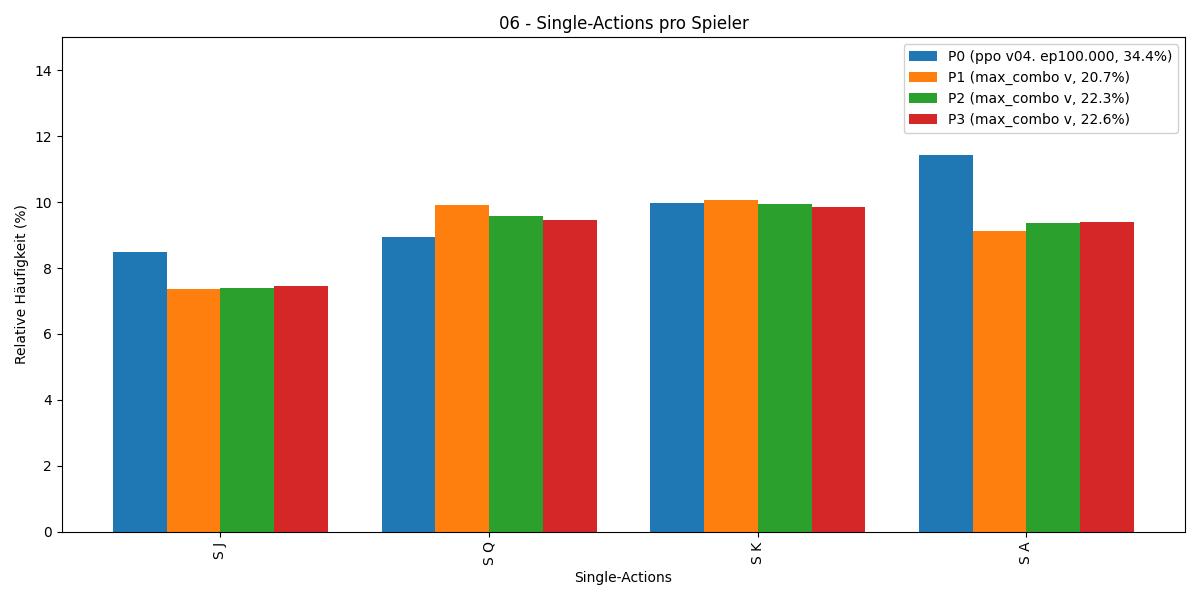 06 - Single-Actions pro Spieler
P0 (ppo v04. ep100.000, 34.4%)
P1 (max_combo v, 20.7%)
P2 (max_combo v, 22.3%)
P3 (max_combo v, 22.6%)
Relative Häufigkeit (%)
14
12
10
8
6
4
2
0
S J
S Q
S K
S A
Single-Actions